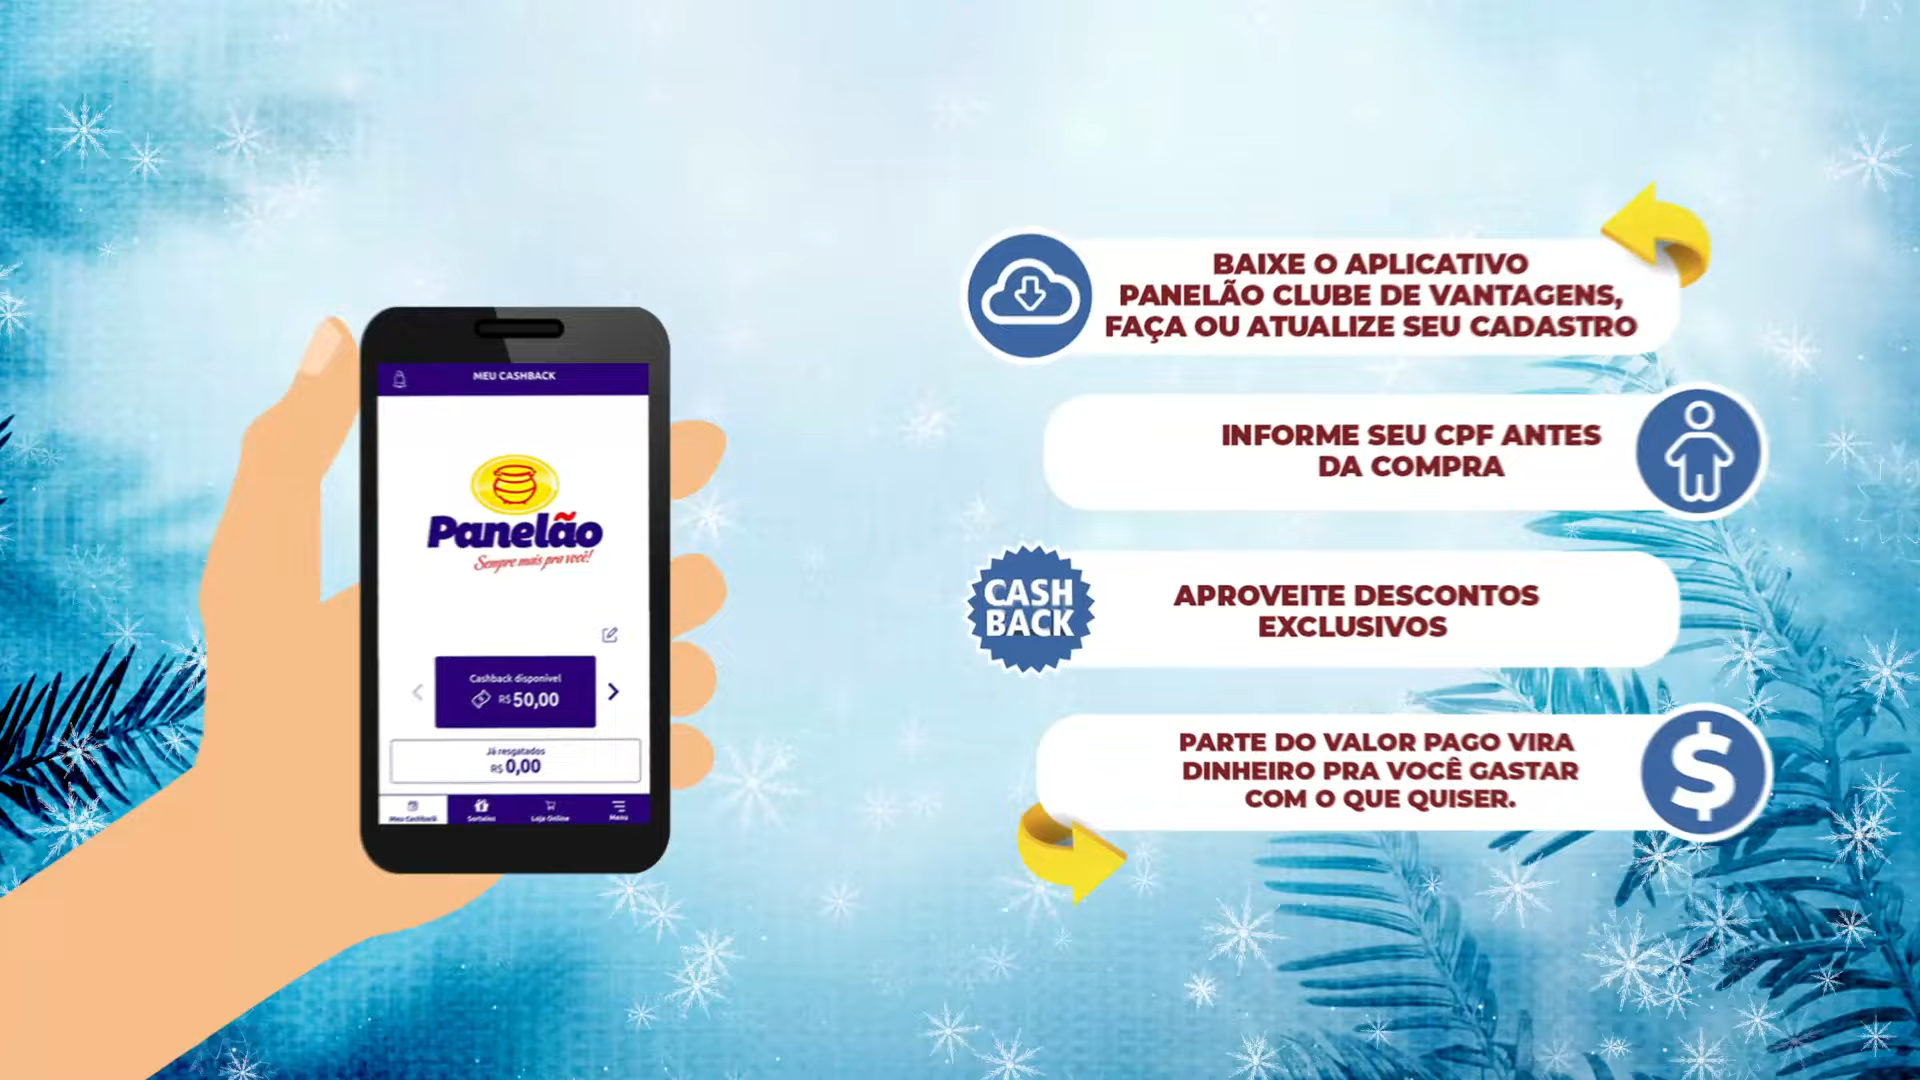 MEU CASHBACK
Panelão
Sempre mais pra você!
Cashback disponível
R$ 50,00
Já resgatados
R$ 0,00
Meu Cashback
Sorteios
Loja Online
Menu
BAIXE O APLICATIVO
PANELÃO CLUBE DE VANTAGENS,
FAÇA OU ATUALIZE SEU CADASTRO
INFORME SEU CPF ANTES
DA COMPRA
CASH
BACK
APROVEITE DESCONTOS
EXCLUSIVOS
PARTE DO VALOR PAGO VIRA
DINHEIRO PRA VOCÊ GASTAR
COM O QUE QUISER.
$